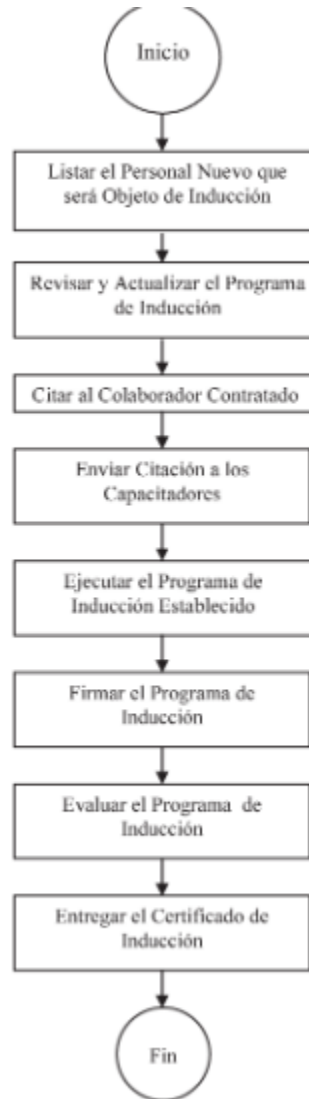 Inicio
Listar el Personal Nuevo que
será Objeto de Inducción
Revisar y Actualizar el Programa
de Inducción
Citar al Colaborador Contratado
Enviar Citación a los
Capacitadores
Ejecutar el Programa de
Inducción Establecido
Firmar el Programa de
Inducción
Evaluar el Programa de
Inducción
Entregar el Certificado de
Inducción
Fin